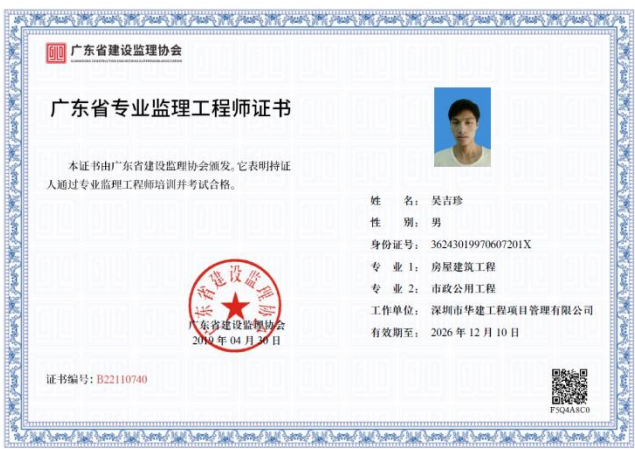 广东省建设监理协会
广东省专业监理工程师证书
本证书由广东省建设监理协会颁发。它表明持证
人通过专业监理工程师培训并考试合格。
姓 名： 吴吉珍
性 别： 男
身份证号： 36243019970607201X
专 业 1： 房屋建筑工程
专 业 2： 市政公用工程
工作单位： 深圳市华建工程项目管理有限公司
有效期至： 2026 年 12 月 10 日
广东省建设监理协会
广东省建设监理协会
2019 年 04 月 30 日
证书编号：B22110740
F5Q4A8C0